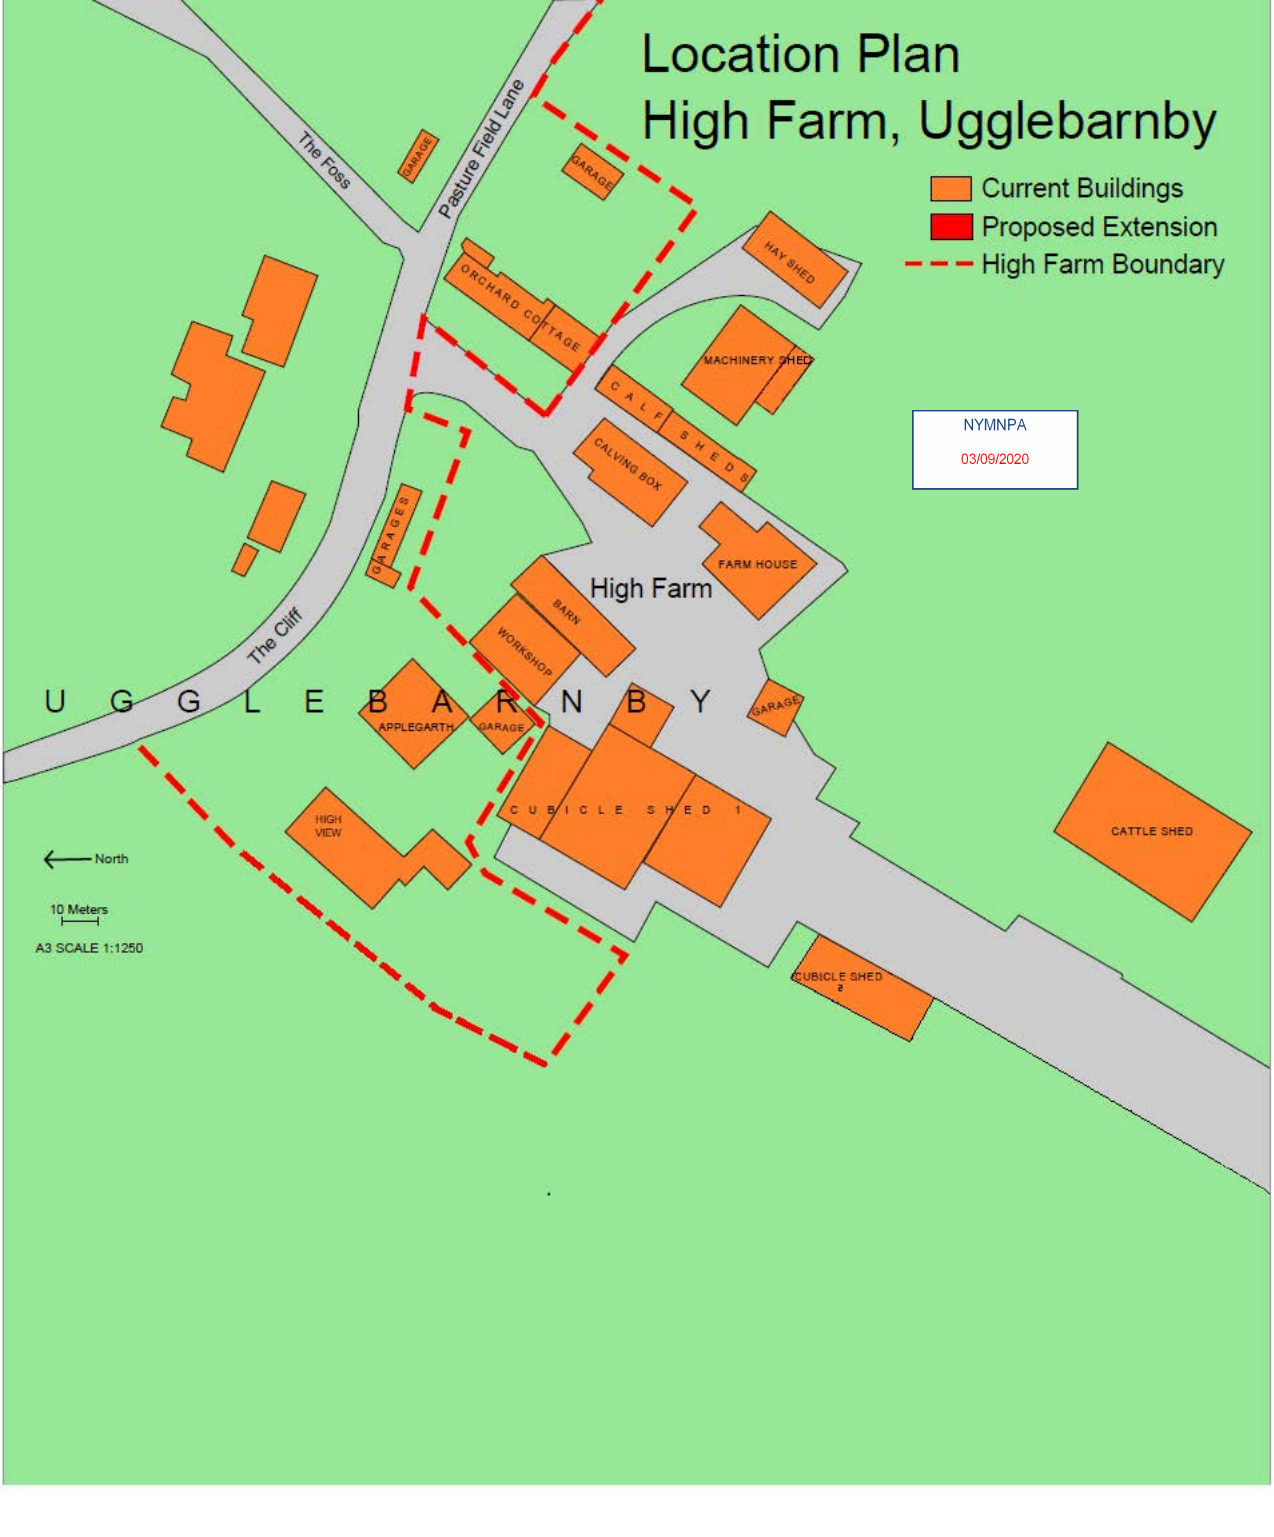 Location Plan
High Farm, Ugglebarnby
Current Buildings
Proposed Extension
High Farm Boundary
The Foss
GARAGE
Pasture Field Lane
GARAGE
HAY SHED
ORCHARD COTTAGE
MACHINERY SHED
CALF SHEDS
NYMNPA
03/09/2020
CALVING BOX
GARAGES
FARM HOUSE
High Farm
BARN
WORKSHOP
The Cliff
UGGLEBARNBY
GARAGE
APPLEGARTH
GARAGE
CUBICLE SHED 1
HIGH
VIEW
CATTLE SHED
North
10 Meters
A3 SCALE 1:1250
CUBICLE SHED
2